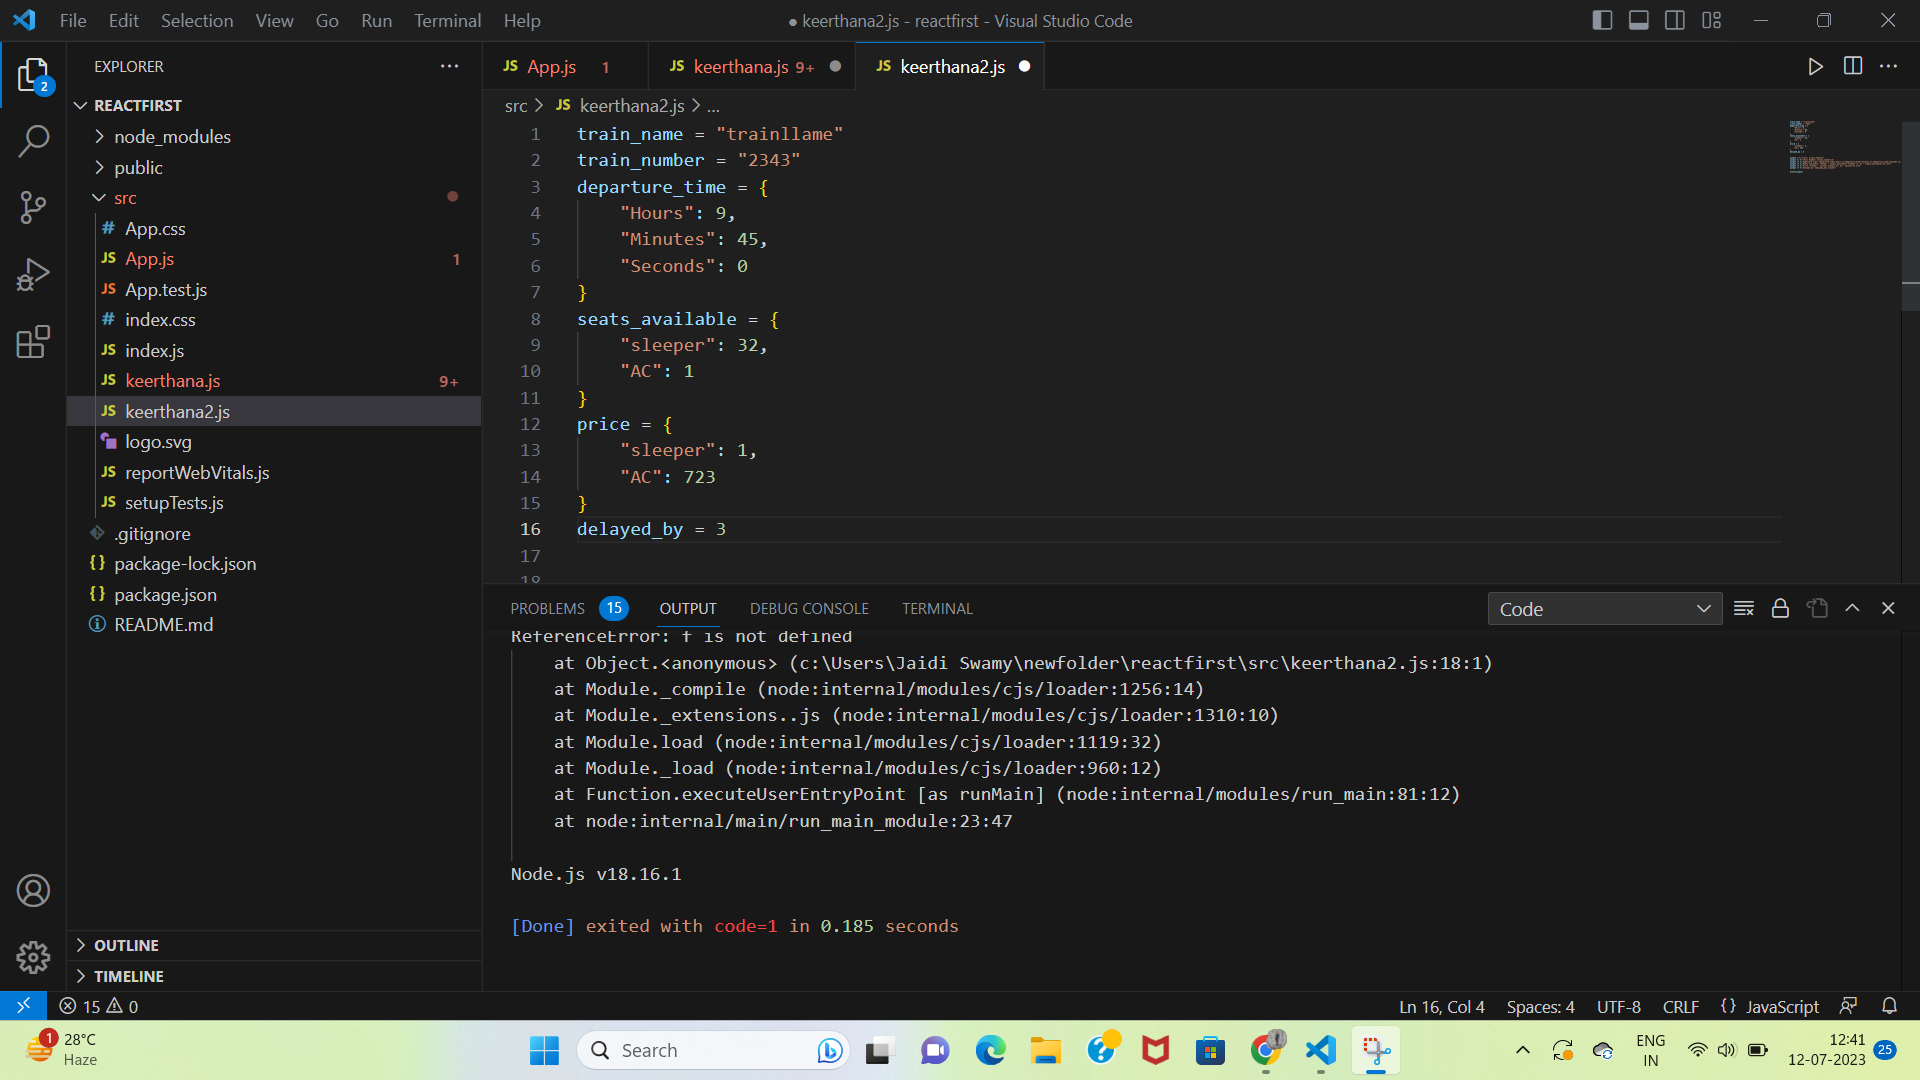 File Edit Selection View Go Run Terminal Help
● keerthana2.js - reactfirst - Visual Studio Code
EXPLORER
JS App.js 1
JS keerthana.js 9+
JS keerthana2.js
2
REACTFIRST
node_modules
public
src
# App.css
JS App.js 1
JS App.test.js
# index.css
JS index.js
JS keerthana.js 9+
JS keerthana2.js
logo.svg
JS reportWebVitals.js
JS setupTests.js
.gitignore
{} package-lock.json
{} package.json
README.md
OUTLINE
TIMELINE
src > JS keerthana2.js > ...
1 train_name = "trainllame"
2 train_number = "2343"
3 departure_time = {
4 "Hours": 9,
5 "Minutes": 45,
6 "Seconds": 0
7 }
8 seats_available = {
9 "sleeper": 32,
10 "AC": 1
11 }
12 price = {
13 "sleeper": 1,
14 "AC": 723
15 }
16 delayed_by = 3
17
18
PROBLEMS 15 OUTPUT DEBUG CONSOLE TERMINAL
Code
ReferenceError: f is not defined
at Object.<anonymous> (c:\Users\Jaidi Swamy\newfolder\reactfirst\src\keerthana2.js:18:1)
at Module._compile (node:internal/modules/cjs/loader:1256:14)
at Module._extensions..js (node:internal/modules/cjs/loader:1310:10)
at Module.load (node:internal/modules/cjs/loader:1119:32)
at Module._load (node:internal/modules/cjs/loader:960:12)
at Function.executeUserEntryPoint [as runMain] (node:internal/modules/run_main:81:12)
at node:internal/main/run_main_module:23:47
Node.js v18.16.1
[Done] exited with code=1 in 0.185 seconds
15 0
Ln 16, Col 4 Spaces: 4 UTF-8 CRLF {} JavaScript
1
28°C
Haze
Search
ENG
IN
12:41
12-07-2023
25